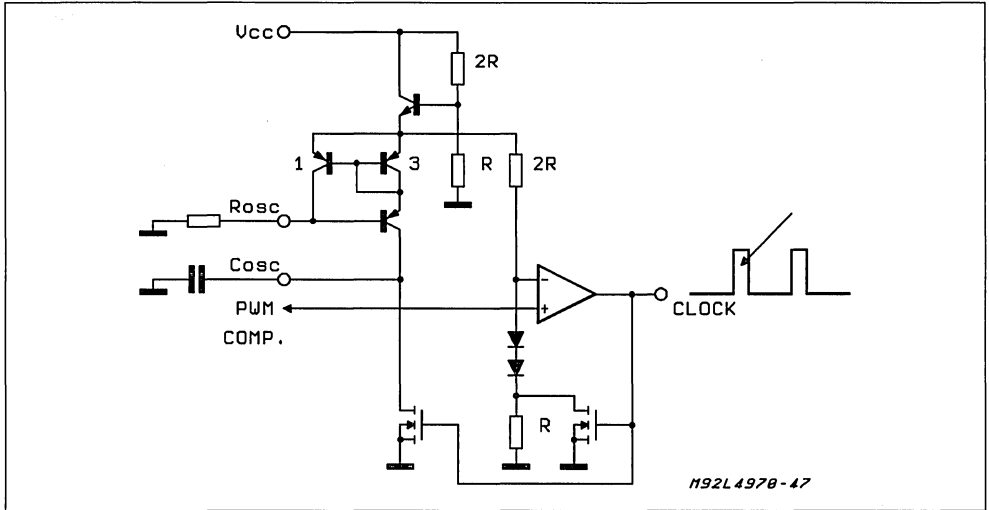 Vcc
2R
1
3
R
2R
Rosc
Cosc
PWM
COMP.
-
+
CLOCK
R
M92L4970-47